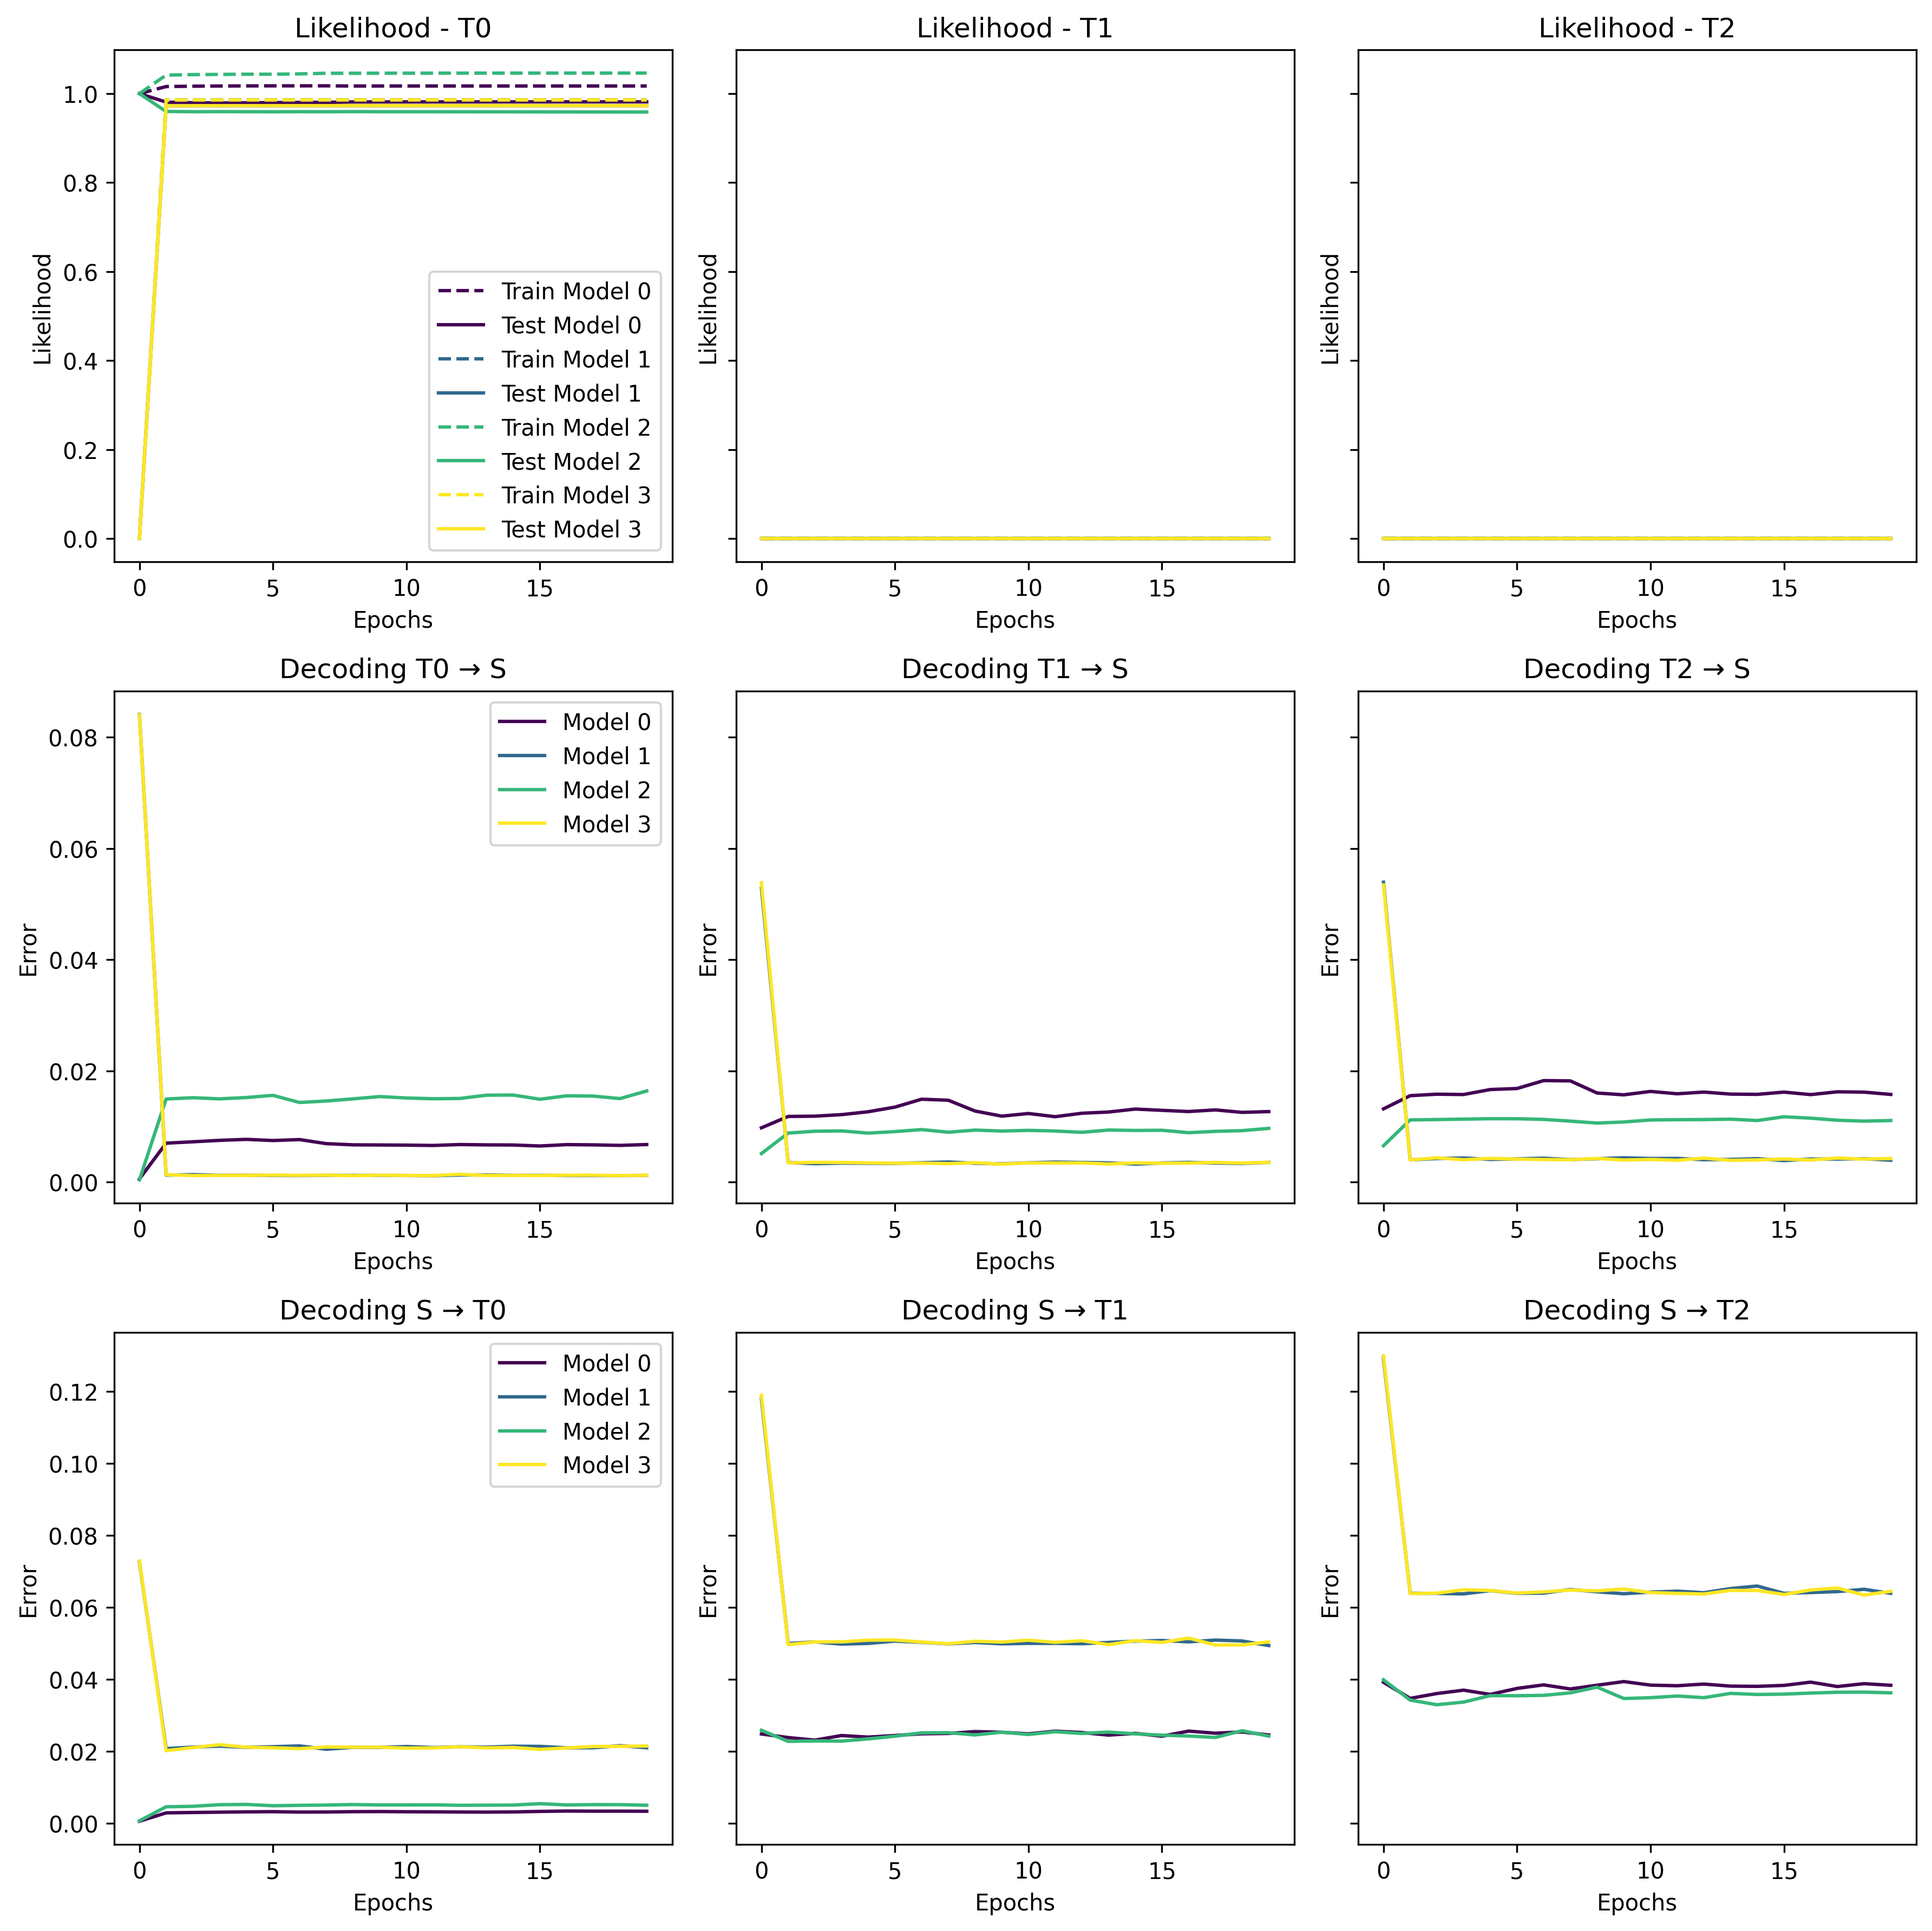 Likelihood - T0
Likelihood
1.0
0.8
0.6
0.4
0.2
0.0
Train Model 0
Test Model 0
Train Model 1
Test Model 1
Train Model 2
Test Model 2
Train Model 3
Test Model 3
0 5 10 15
Epochs
Likelihood - T1
Likelihood
0 5 10 15
Epochs
Likelihood - T2
Likelihood
0 5 10 15
Epochs
Decoding T0 → S
Error
0.08
0.06
0.04
0.02
0.00
Model 0
Model 1
Model 2
Model 3
0 5 10 15
Epochs
Decoding T1 → S
Error
0 5 10 15
Epochs
Decoding T2 → S
Error
0 5 10 15
Epochs
Decoding S → T0
Error
0.12
0.10
0.08
0.06
0.04
0.02
0.00
Model 0
Model 1
Model 2
Model 3
0 5 10 15
Epochs
Decoding S → T1
Error
0 5 10 15
Epochs
Decoding S → T2
Error
0 5 10 15
Epochs